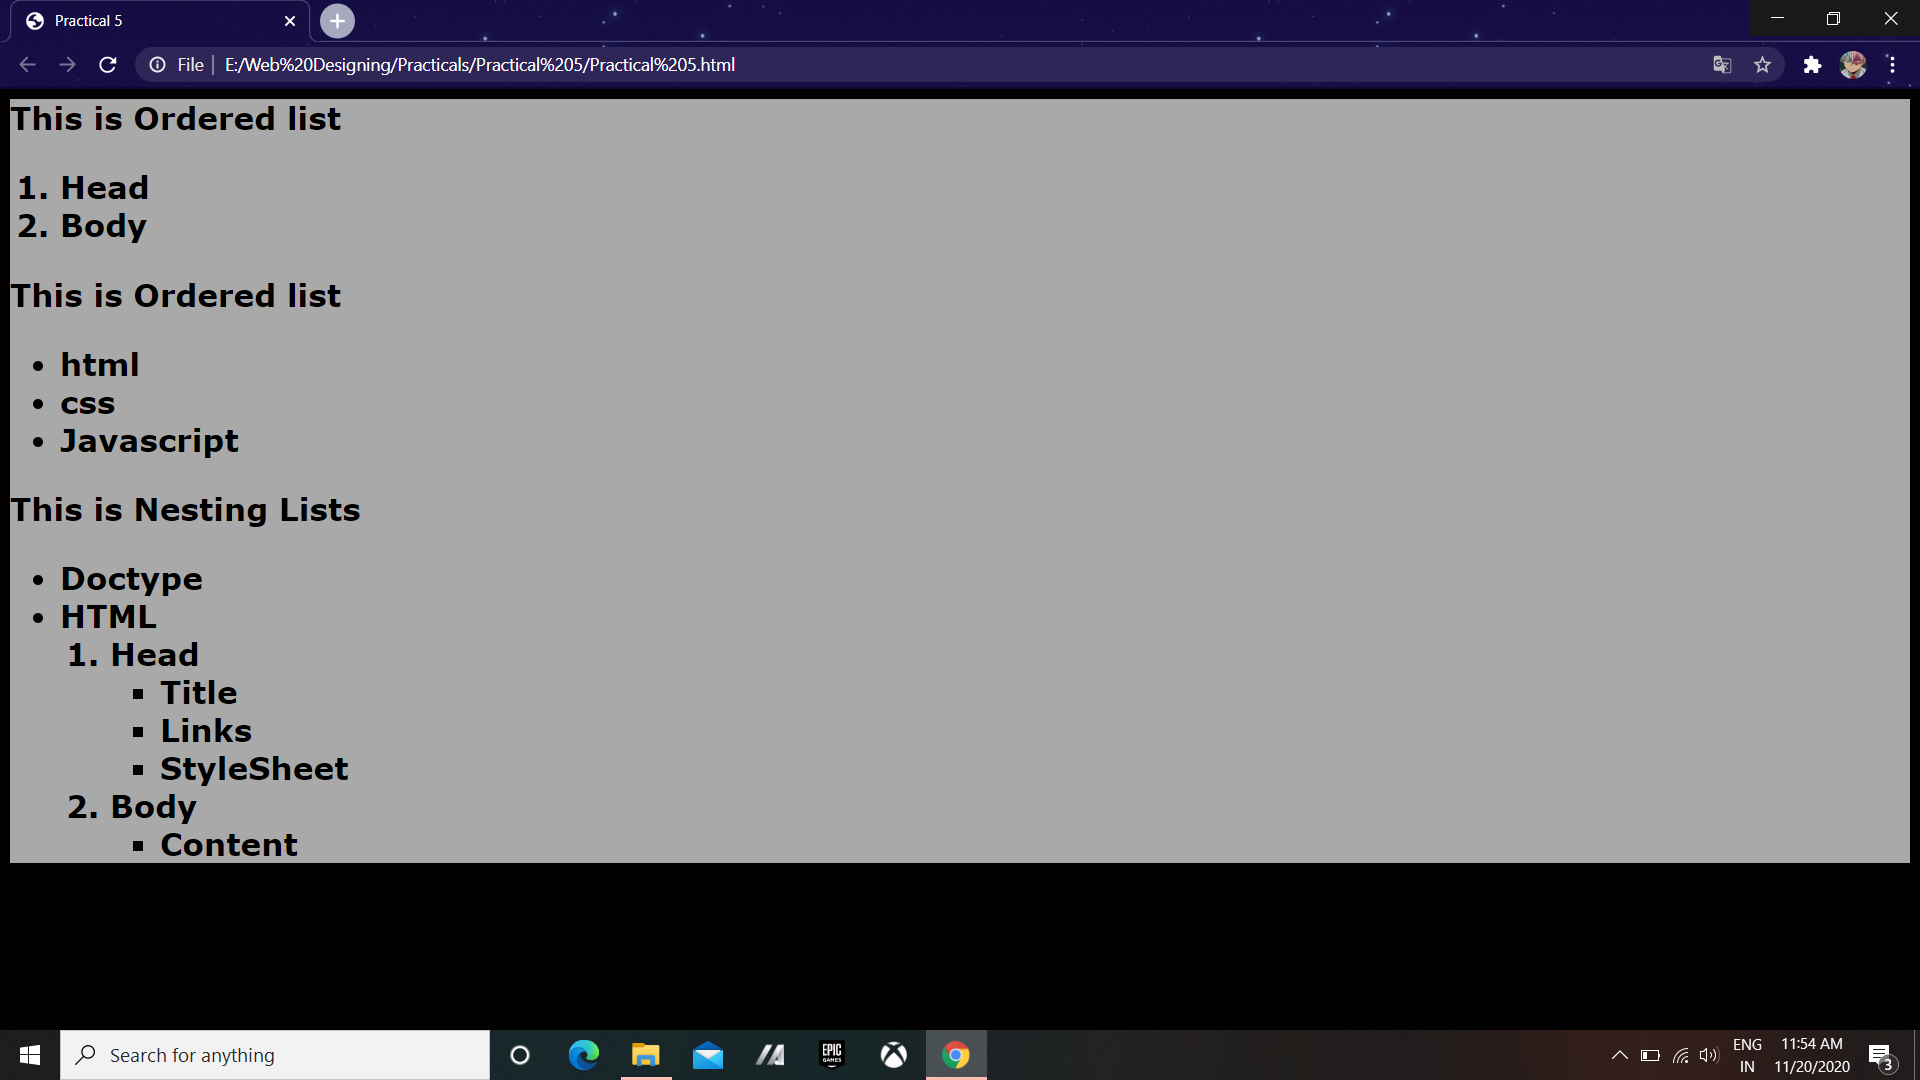 Practical 5
File
E:/Web%20Designing/Practicals/Practical%205/Practical%205.html
This is Ordered list
1. Head
2. Body
This is Ordered list
• html
• css
• Javascript
This is Nesting Lists
• Doctype
• HTML
1. Head
▪ Title
▪ Links
▪ StyleSheet
2. Body
▪ Content
Search for anything
EPIC
GAMES
ENG
IN
11:54 AM
11/20/2020
3